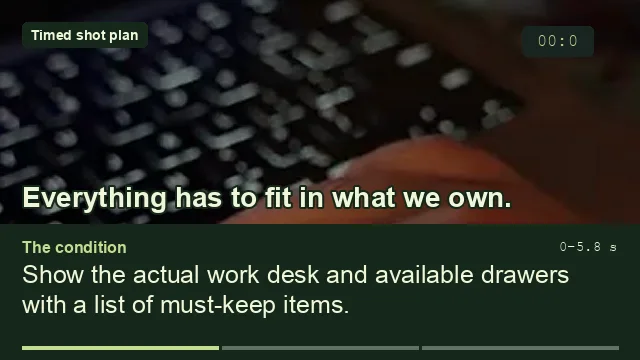 Timed shot plan
00:0
Everything has to fit in what we own.
The condition
0–5.8 s
Show the actual work desk and available drawers
with a list of must-keep items.